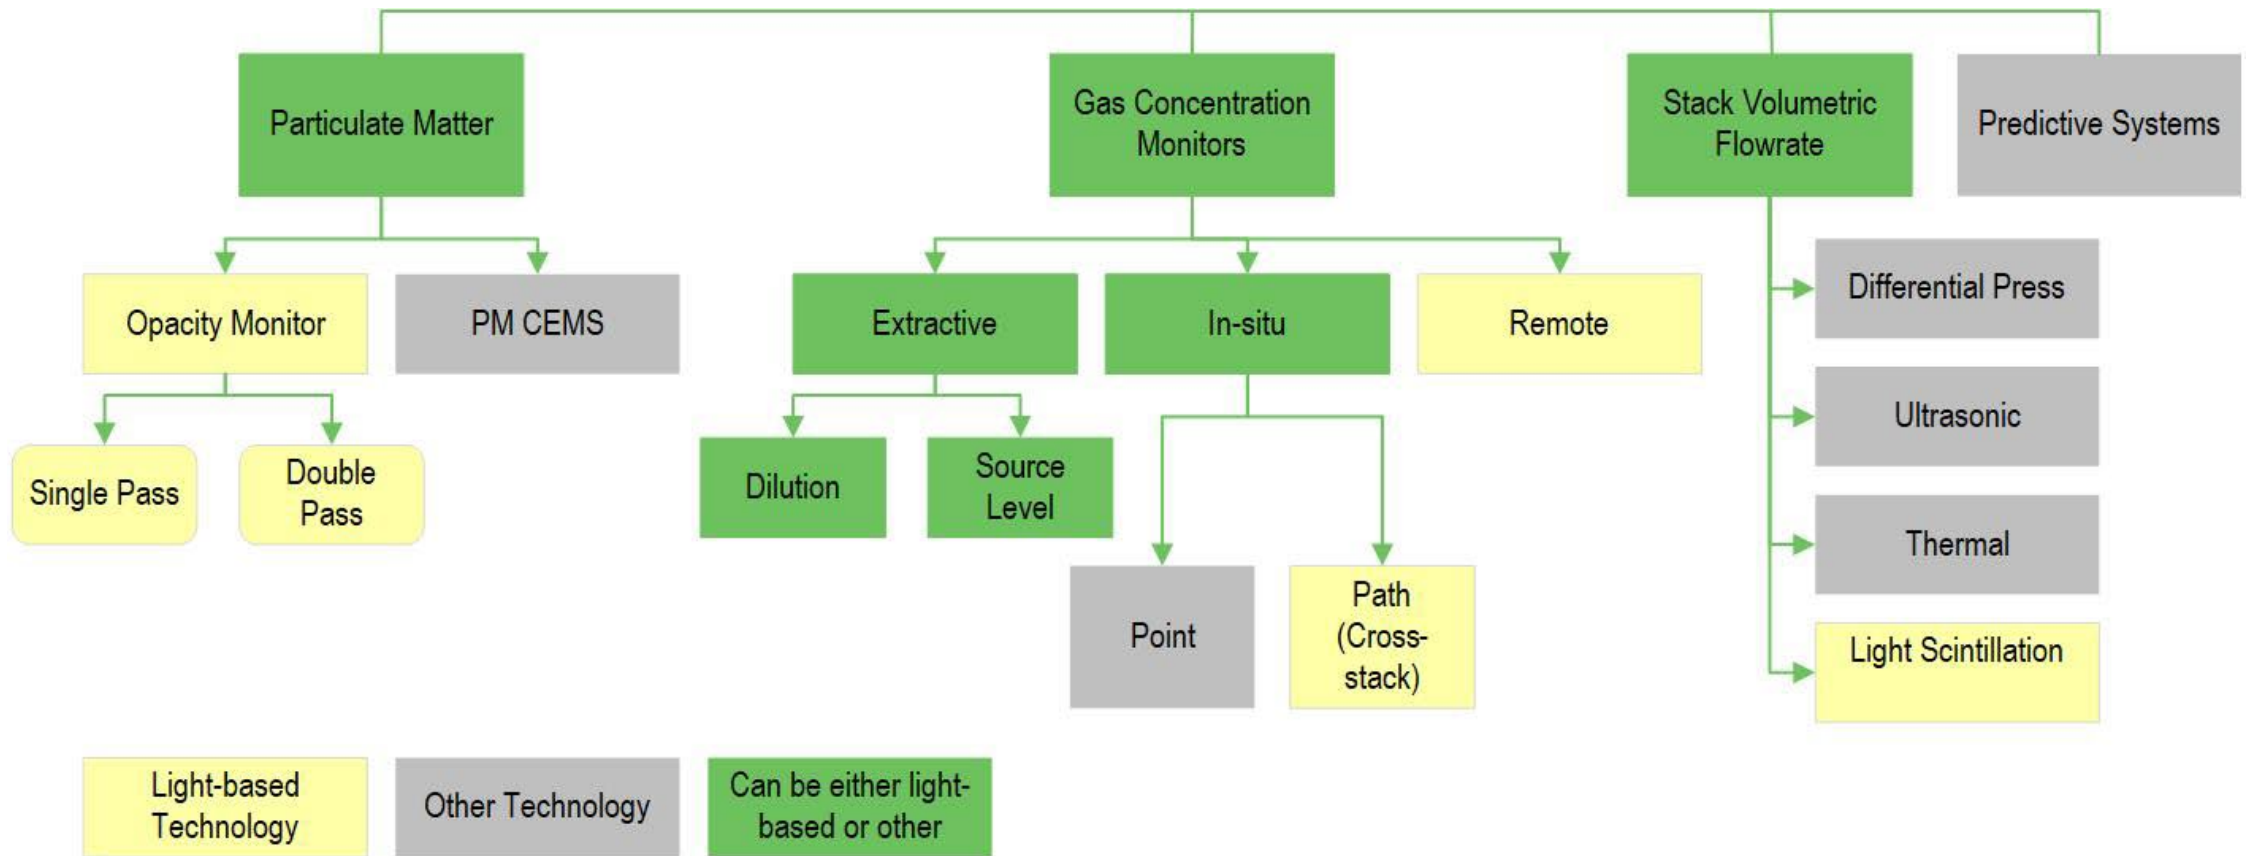 Particulate Matter
Gas Concentration
Monitors
Stack Volumetric
Flowrate
Predictive Systems
Opacity Monitor
PM CEMS
Extractive
In-situ
Remote
Differential Press
Ultrasonic
Thermal
Light Scintillation
Single Pass
Double
Pass
Dilution
Source
Level
Point
Path
(Cross-
stack)
Light-based
Technology
Other Technology
Can be either light-
based or other